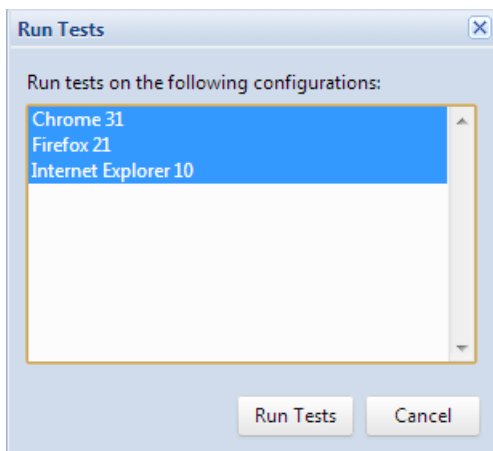 Run Tests
Run tests on the following configurations:
Chrome 31
Firefox 21
Internet Explorer 10
Run Tests
Cancel